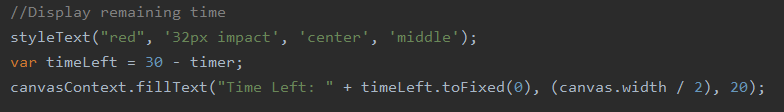 //Display remaining time
styleText("red", '32px impact', 'center', 'middle');
var timeLeft = 30 - timer;
canvasContext.fillText("Time Left: " + timeLeft.toFixed(0), (canvas.width / 2), 20);